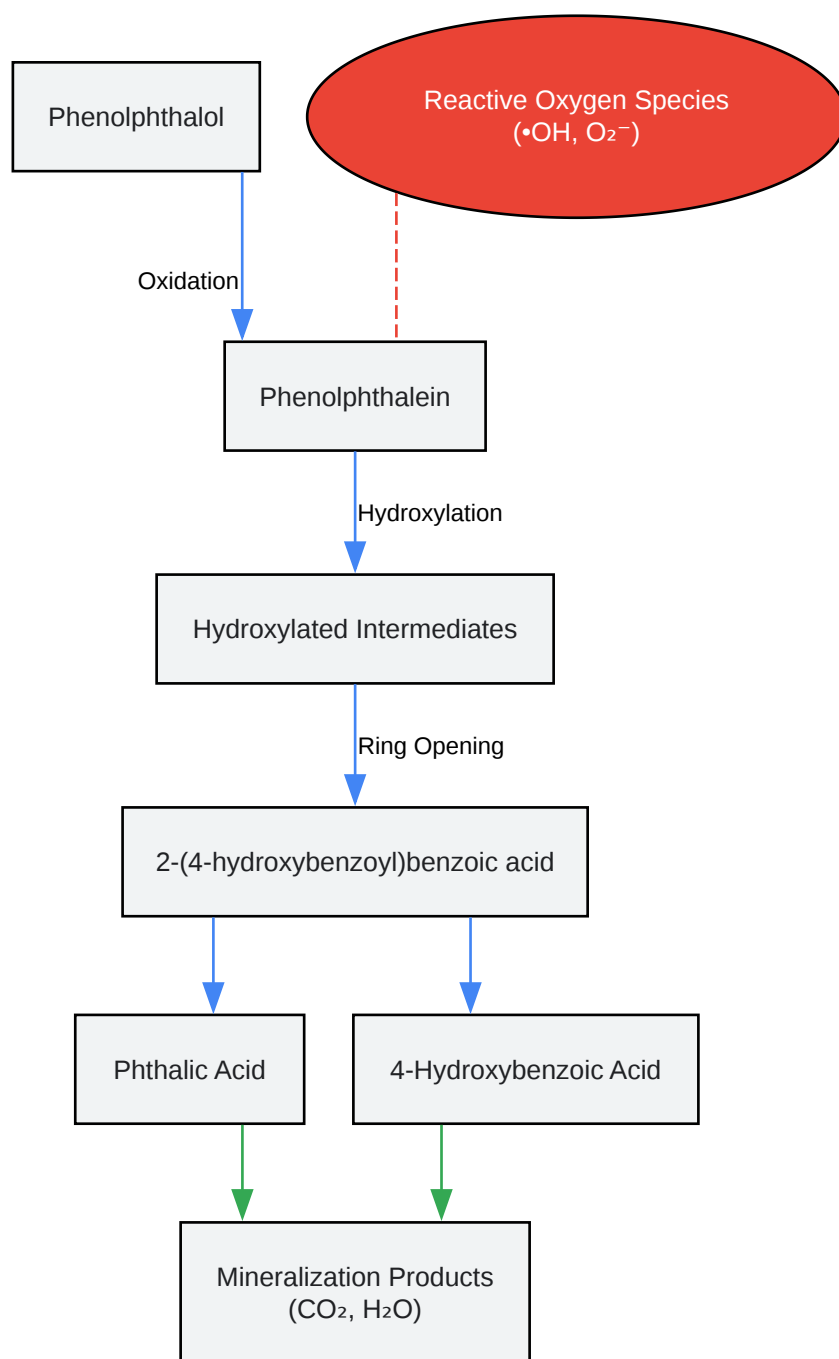 Phenolphthalol
Reactive Oxygen Species
(•OH, O₂⁻)
Oxidation
Phenolphthalein
Hydroxylation
Hydroxylated Intermediates
Ring Opening
2-(4-hydroxybenzoyl)benzoic acid
Phthalic Acid
4-Hydroxybenzoic Acid
Mineralization Products
(CO₂, H₂O)